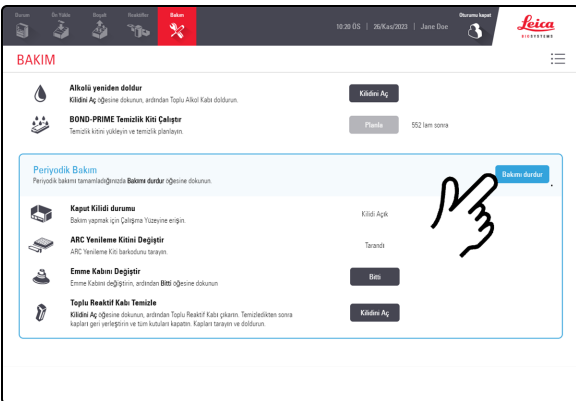 Durum
Ön Yükle
Boyalı
Reaktifler
Bakım
10:20 ÖS | 26/Kas/2023 | Jane Doe
Oturumu kapat
Leica
BIOSYSTEMS
BAKIM
Alkolü yeniden doldur
Kilidini Aç öğesine dokunun, ardından Toplu Alkol Kabı doldurun.
Kilidini Aç
BOND-PRIME Temizlik Kiti Çalıştır
Temizlik kitini yükleyin ve temizlik planlayın.
Planla
552 lam sonra
Periyodik Bakım
Periyodik bakımı tamamladığınızda Bakımı durdur öğesine dokunun.
Bakımı durdur
Kaput Kilidi durumu
Bakım yapmak için Çalışma Yüzeyine erişin.
Kilidi Açık
ARC Yenileme Kitini Değiştir
ARC Yenileme Kiti barkodunu tarayın.
Tarandı
Emme Kabını Değiştir
Emme Kabını değiştirin, ardından Bitti öğesine dokunun
Bitti
Toplu Reaktif Kabı Temizle
Kilidini Aç öğesine dokunun, ardından Toplu Reaktif Kabı çıkarın. Temizledikten sonra
kapları geri yerleştirin ve tüm kutuları kapatın. Kapları tarayın ve doldurun.
Kilidini Aç